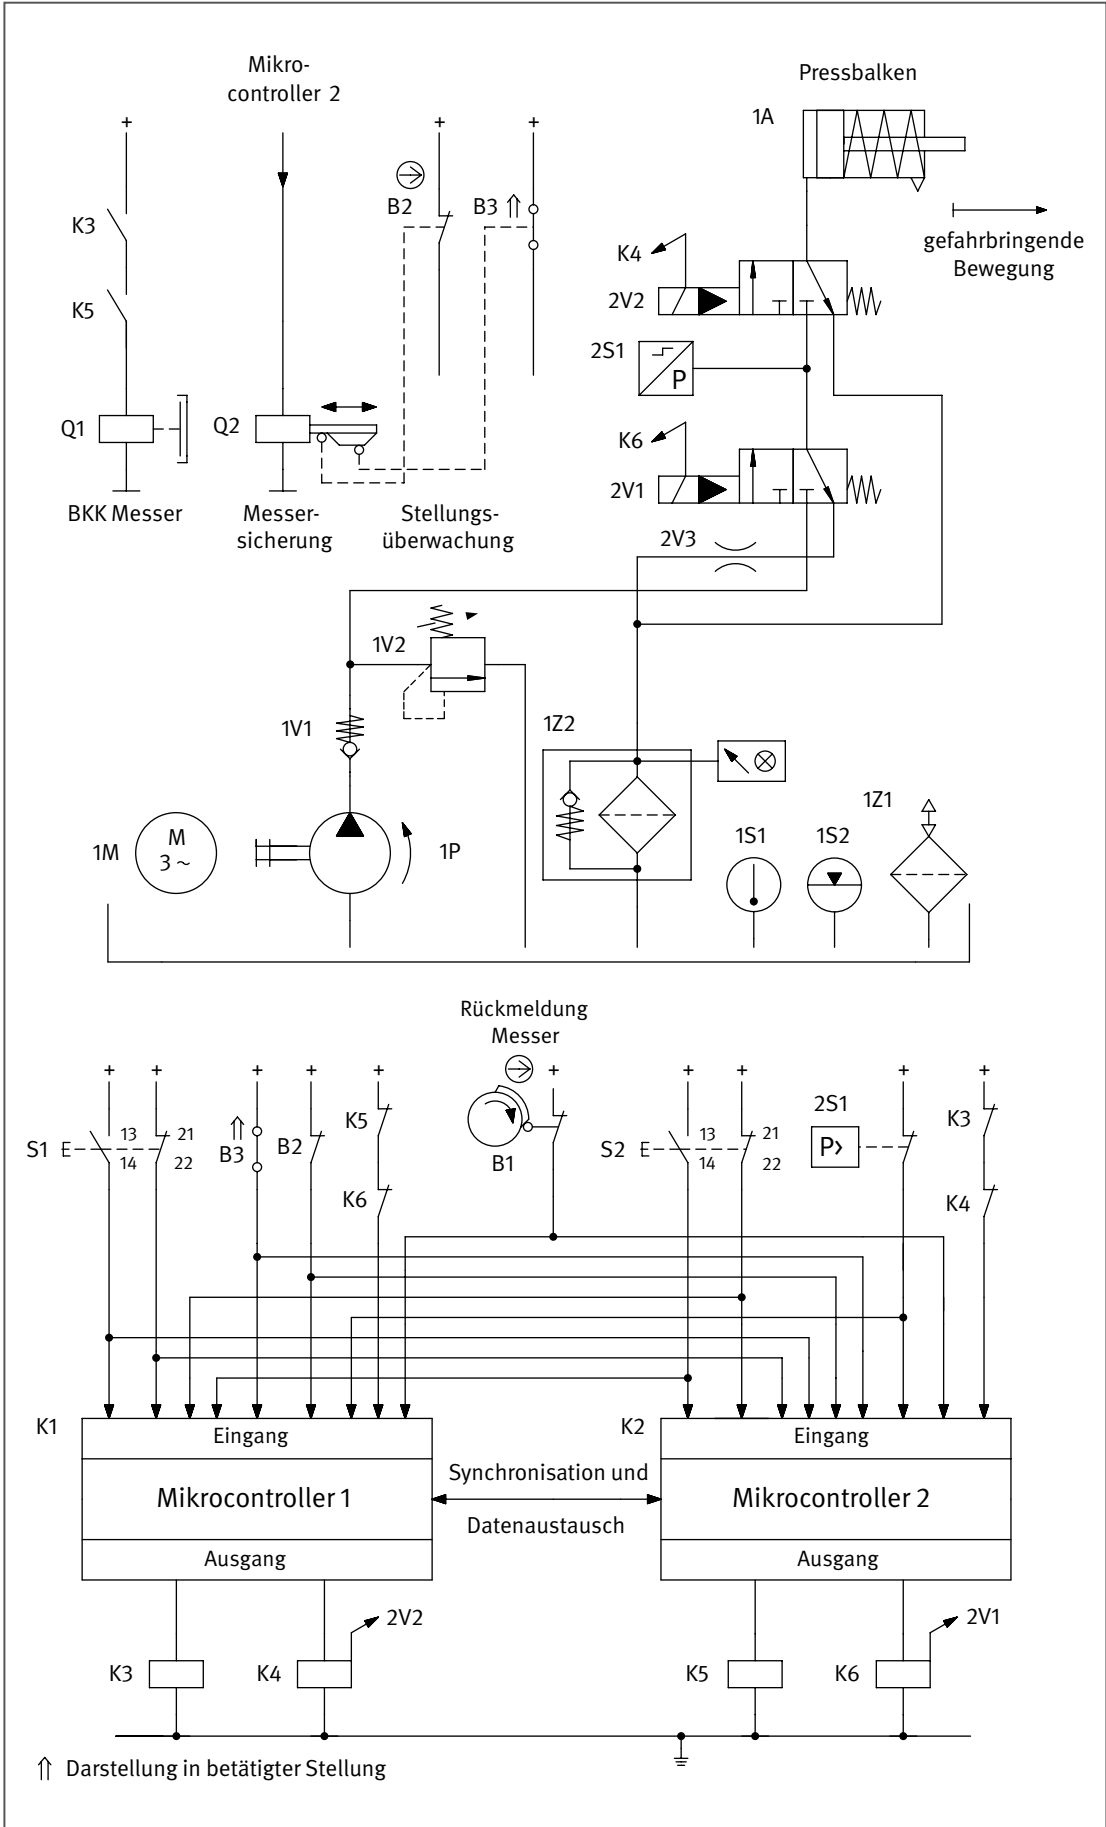 Mikro-
controller 2
Pressbalken
1A
+
+
+
K3
B2
B3
gefahrbringende
Bewegung
K4
K5
2V2
2S1
P
Q1
Q2
K6
2V1
BKK Messer
Messer-
sicherung
Stellungs-
überwachung
2V3
1V2
1V1
1Z2
1Z1
1M
M
3 ~
1P
1S1
1S2
Rückmeldung
Messer
+
+
+
+
+
+
+
+
+
+
S1
13
14
21
22
B3
B2
K5
K6
B1
S2
13
14
21
22
2S1
P>
K3
K4
K1
Eingang
Mikrocontroller 1
Ausgang
Synchronisation und
Datenaustausch
K2
Eingang
Mikrocontroller 2
Ausgang
2V2
2V1
K3
K4
K5
K6
⇑ Darstellung in betätigter Stellung